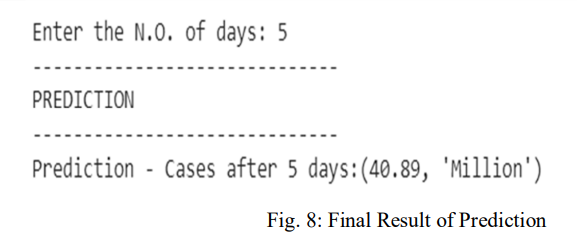 Enter the N.O. of days: 5
------------------------------
PREDICTION
------------------------------
Prediction - Cases after 5 days:(40.89, 'Million')
Fig. 8: Final Result of Prediction